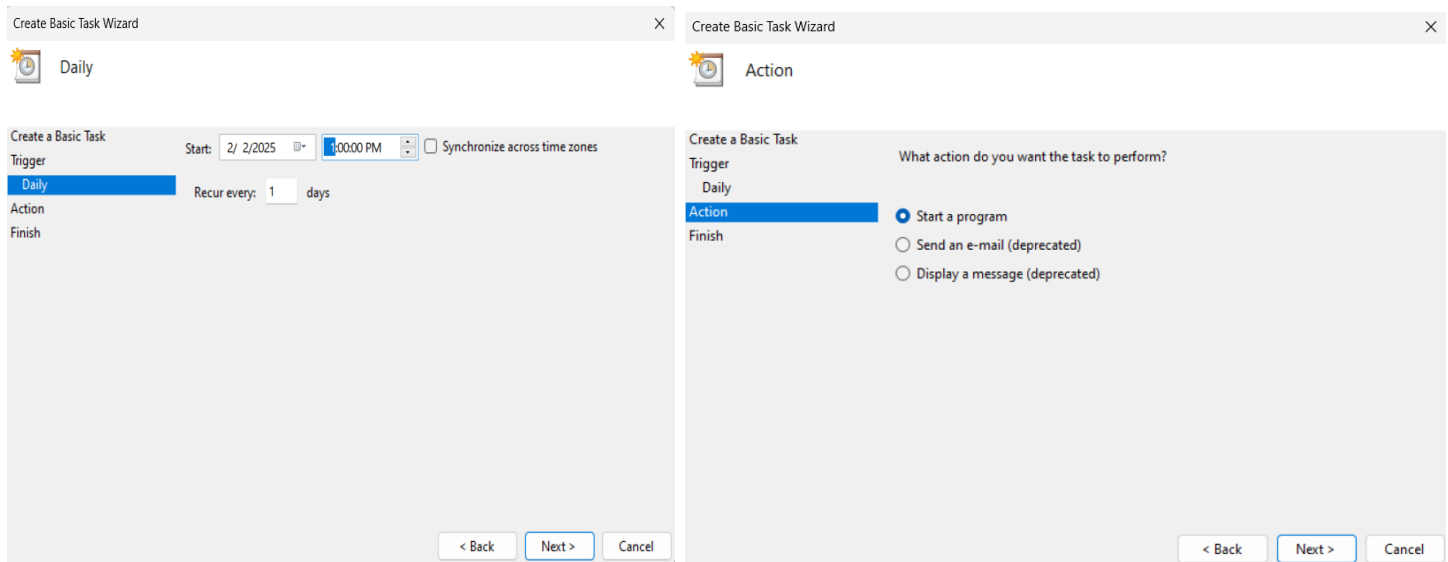 Create Basic Task Wizard
Daily
Create a Basic Task
Trigger
Daily
Action
Finish
Start: 2/ 2/2025 1:00:00 PM Synchronize across time zones
Recur every: 1 days
< Back Next > Cancel
Create Basic Task Wizard
Action
Create a Basic Task
Trigger
Daily
Action
Finish
What action do you want the task to perform?
Start a program
Send an e-mail (deprecated)
Display a message (deprecated)
< Back Next > Cancel